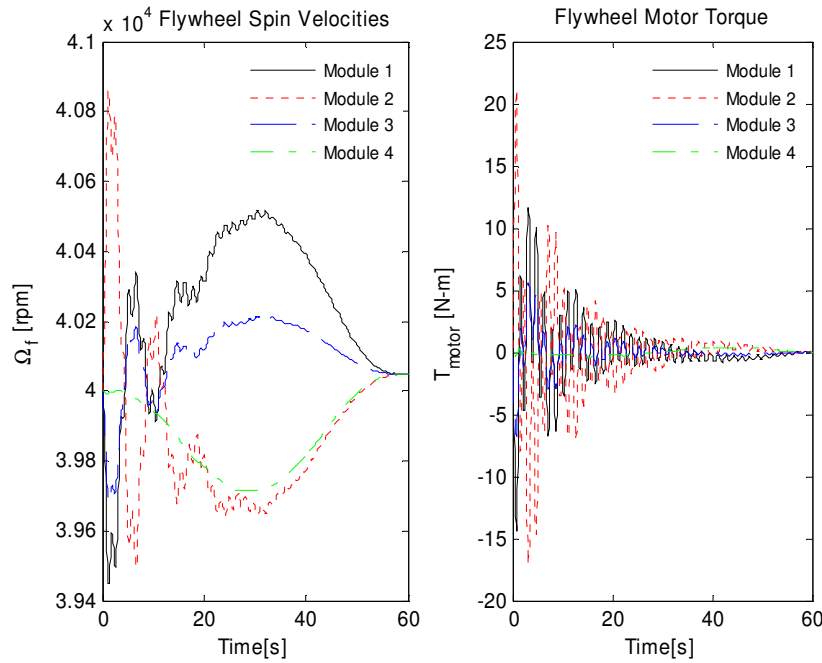 x 10⁴ Flywheel Spin Velocities
4.1
4.08
4.06
4.04
4.02
4
3.98
3.96
3.94
Ω_f [rpm]
0
20
40
60
Time[s]
Module 1
Module 2
Module 3
Module 4
Flywheel Motor Torque
25
20
15
10
5
0
-5
-10
-15
-20
T_motor [N-m]
0
20
40
60
Time[s]
Module 1
Module 2
Module 3
Module 4